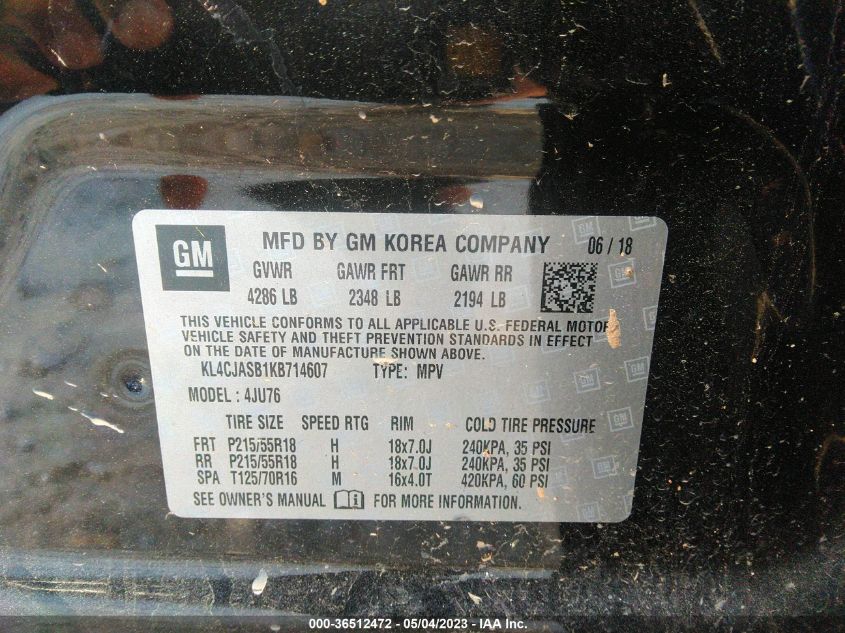 GM MFD BY GM KOREA COMPANY 06 / 18
GVWR GAWR FRT GAWR RR
4286 LB 2348 LB 2194 LB
THIS VEHICLE CONFORMS TO ALL APPLICABLE U.S. FEDERAL MOTOR
VEHICLE SAFETY AND THEFT PREVENTION STANDARDS IN EFFECT
ON THE DATE OF MANUFACTURE SHOWN ABOVE.
KL4CJASB1KB714607 TYPE: MPV
MODEL : 4JU76
TIRE SIZE SPEED RTG RIM COLD TIRE PRESSURE
FRT P215/55R18 H 18x7.0J 240KPA, 35 PSI
RR P215/55R18 H 18x7.0J 240KPA, 35 PSI
SPA T125/70R16 M 16x4.0T 420KPA, 60 PSI
SEE OWNER'S MANUAL FOR MORE INFORMATION.
000-36512472 - 05/04/2023 - IAA Inc.